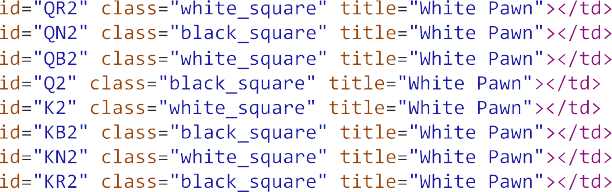 id="QR2" class="white_square" title="White Pawn"></td>
id="QN2" class="black_square" title="White Pawn"></td>
id="QB2" class="white_square" title="White Pawn"></td>
id="Q2" class="black_square" title="White Pawn"></td>
id="K2" class="white_square" title="White Pawn"></td>
id="KB2" class="black_square" title="White Pawn"></td>
id="KN2" class="white_square" title="White Pawn"></td>
id="KR2" class="black_square" title="White Pawn"></td>